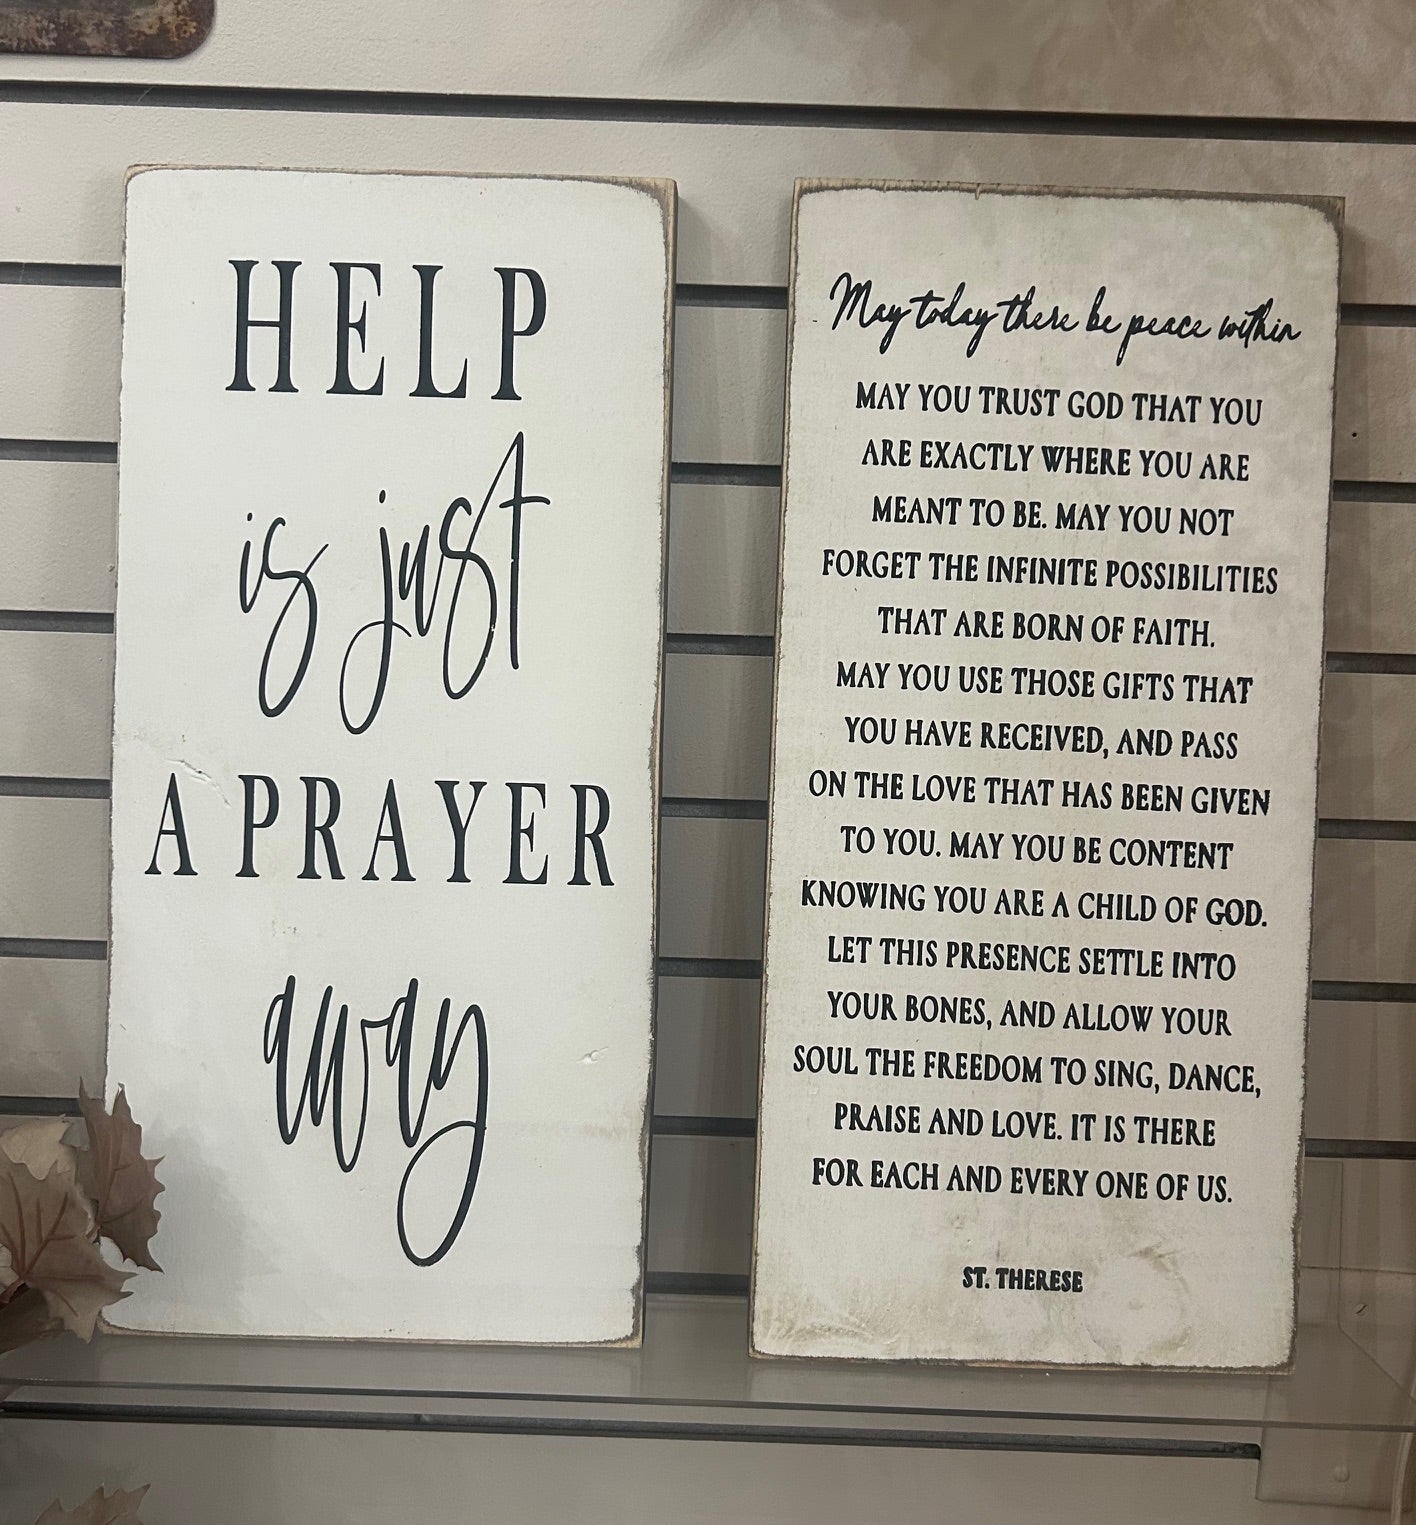 HELP
is just
A PRAYER
away
May today there be peace within
MAY YOU TRUST GOD THAT YOU
ARE EXACTLY WHERE YOU ARE
MEANT TO BE. MAY YOU NOT
FORGET THE INFINITE POSSIBILITIES
THAT ARE BORN OF FAITH.
MAY YOU USE THOSE GIFTS THAT
YOU HAVE RECEIVED, AND PASS
ON THE LOVE THAT HAS BEEN GIVEN
TO YOU. MAY YOU BE CONTENT
KNOWING YOU ARE A CHILD OF GOD.
LET THIS PRESENCE SETTLE INTO
YOUR BONES, AND ALLOW YOUR
SOUL THE FREEDOM TO SING, DANCE,
PRAISE AND LOVE. IT IS THERE
FOR EACH AND EVERY ONE OF US.
ST. THERESE